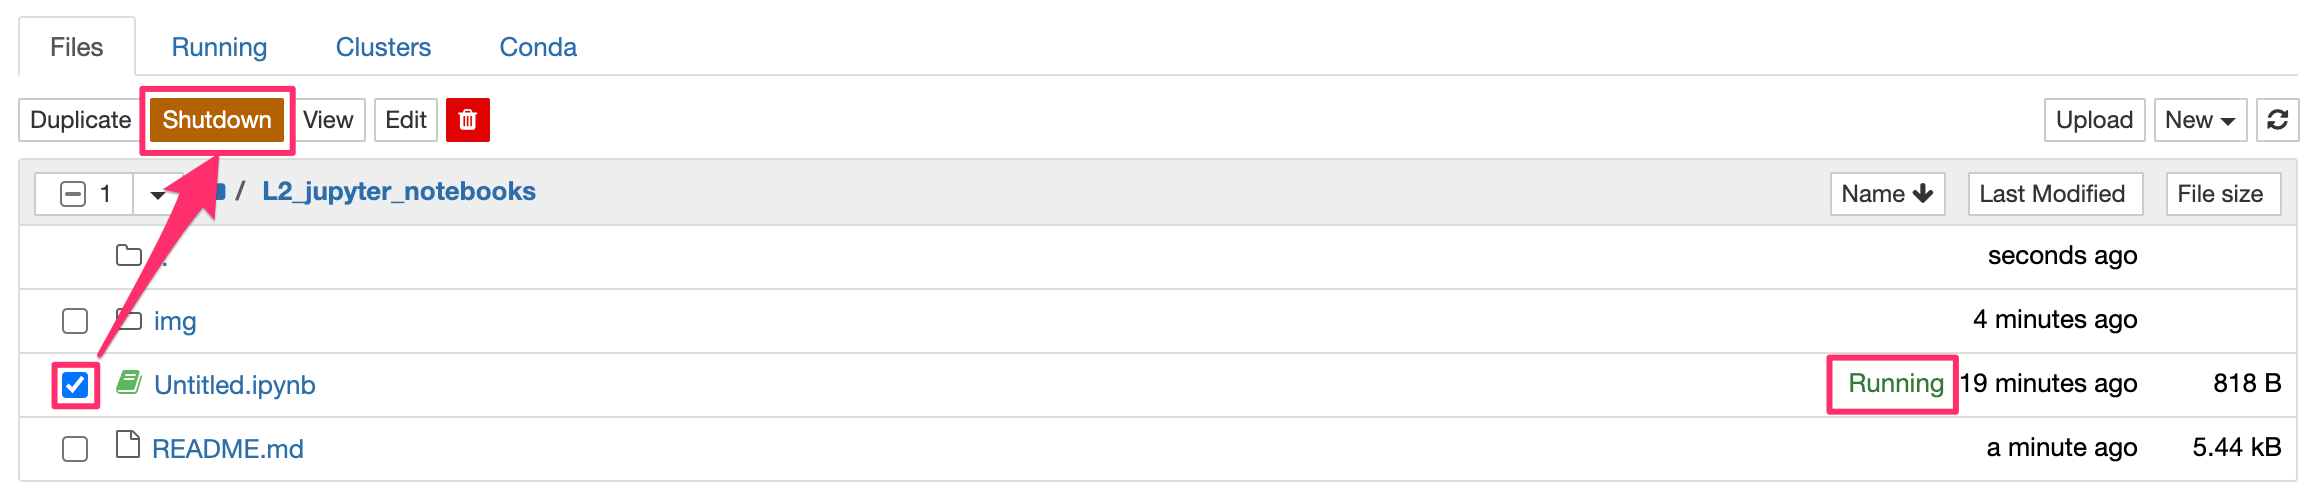 Files Running Clusters Conda
Duplicate Shutdown View Edit Upload New
1 / L2_jupyter_notebooks Name Last Modified File size
seconds ago
img 4 minutes ago
Untitled.ipynb Running 19 minutes ago 818 B
README.md a minute ago 5.44 kB